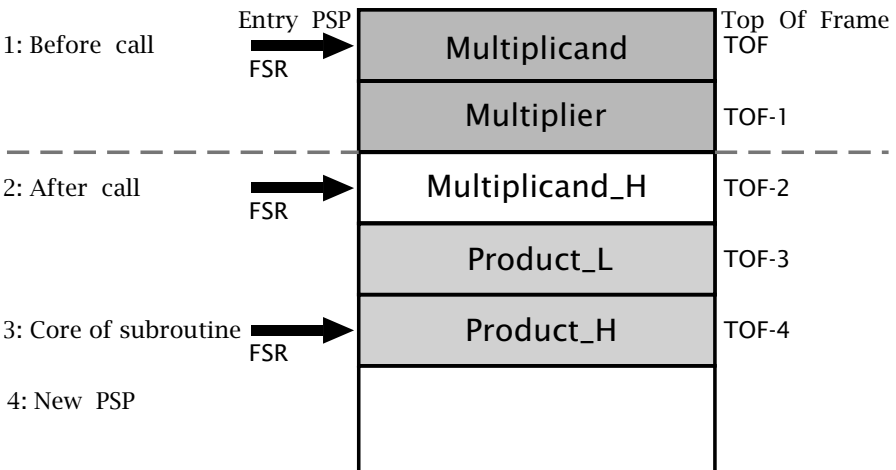 Entry PSP Top Of Frame
1: Before call Multiplicand TOF
FSR
Multiplier TOF-1
2: After call Multiplicand_H TOF-2
FSR
Product_L TOF-3
3: Core of subroutine Product_H TOF-4
FSR
4: New PSP